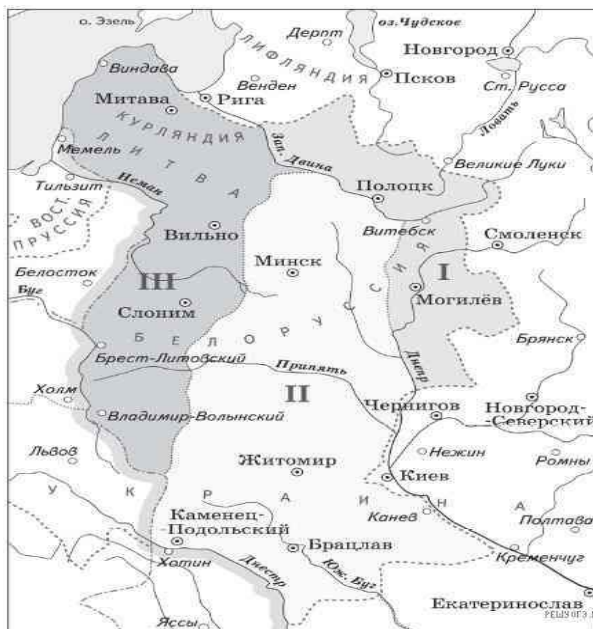 о. Эзель
оз. Чудское
Дерпт
Новгород
ЛИФЛЯНДИЯ
Виндава
Венден
Псков
Ст. Русса
Митава
Рига
КУРЛЯНДИЯ
Ловать
Зап. Двина
Мемель
ЛИТВА
Великие Луки
Тильзит
Неман
Полоцк
ВОСТ.
ПРУССИЯ
Витебск
Смоленск
Вильно
Минск
I
Белосток
III
Могилёв
Буг
Слоним
БЕЛОРУССИЯ
Брянск
Брест-Литовский
Припять
Днепр
Холм
II
Владимир-Волынский
Чернигов
Новгород-
Северский
Львов
Нежин
Ромны
Житомир
Киев
УКРАИНА
Каменец-
Подольский
Канев
Полтава
Брацлав
Хотин
Днестр
Юж. Буг
Кременчуг
Екатеринослав
Яссы
РЕШУОГЭ.